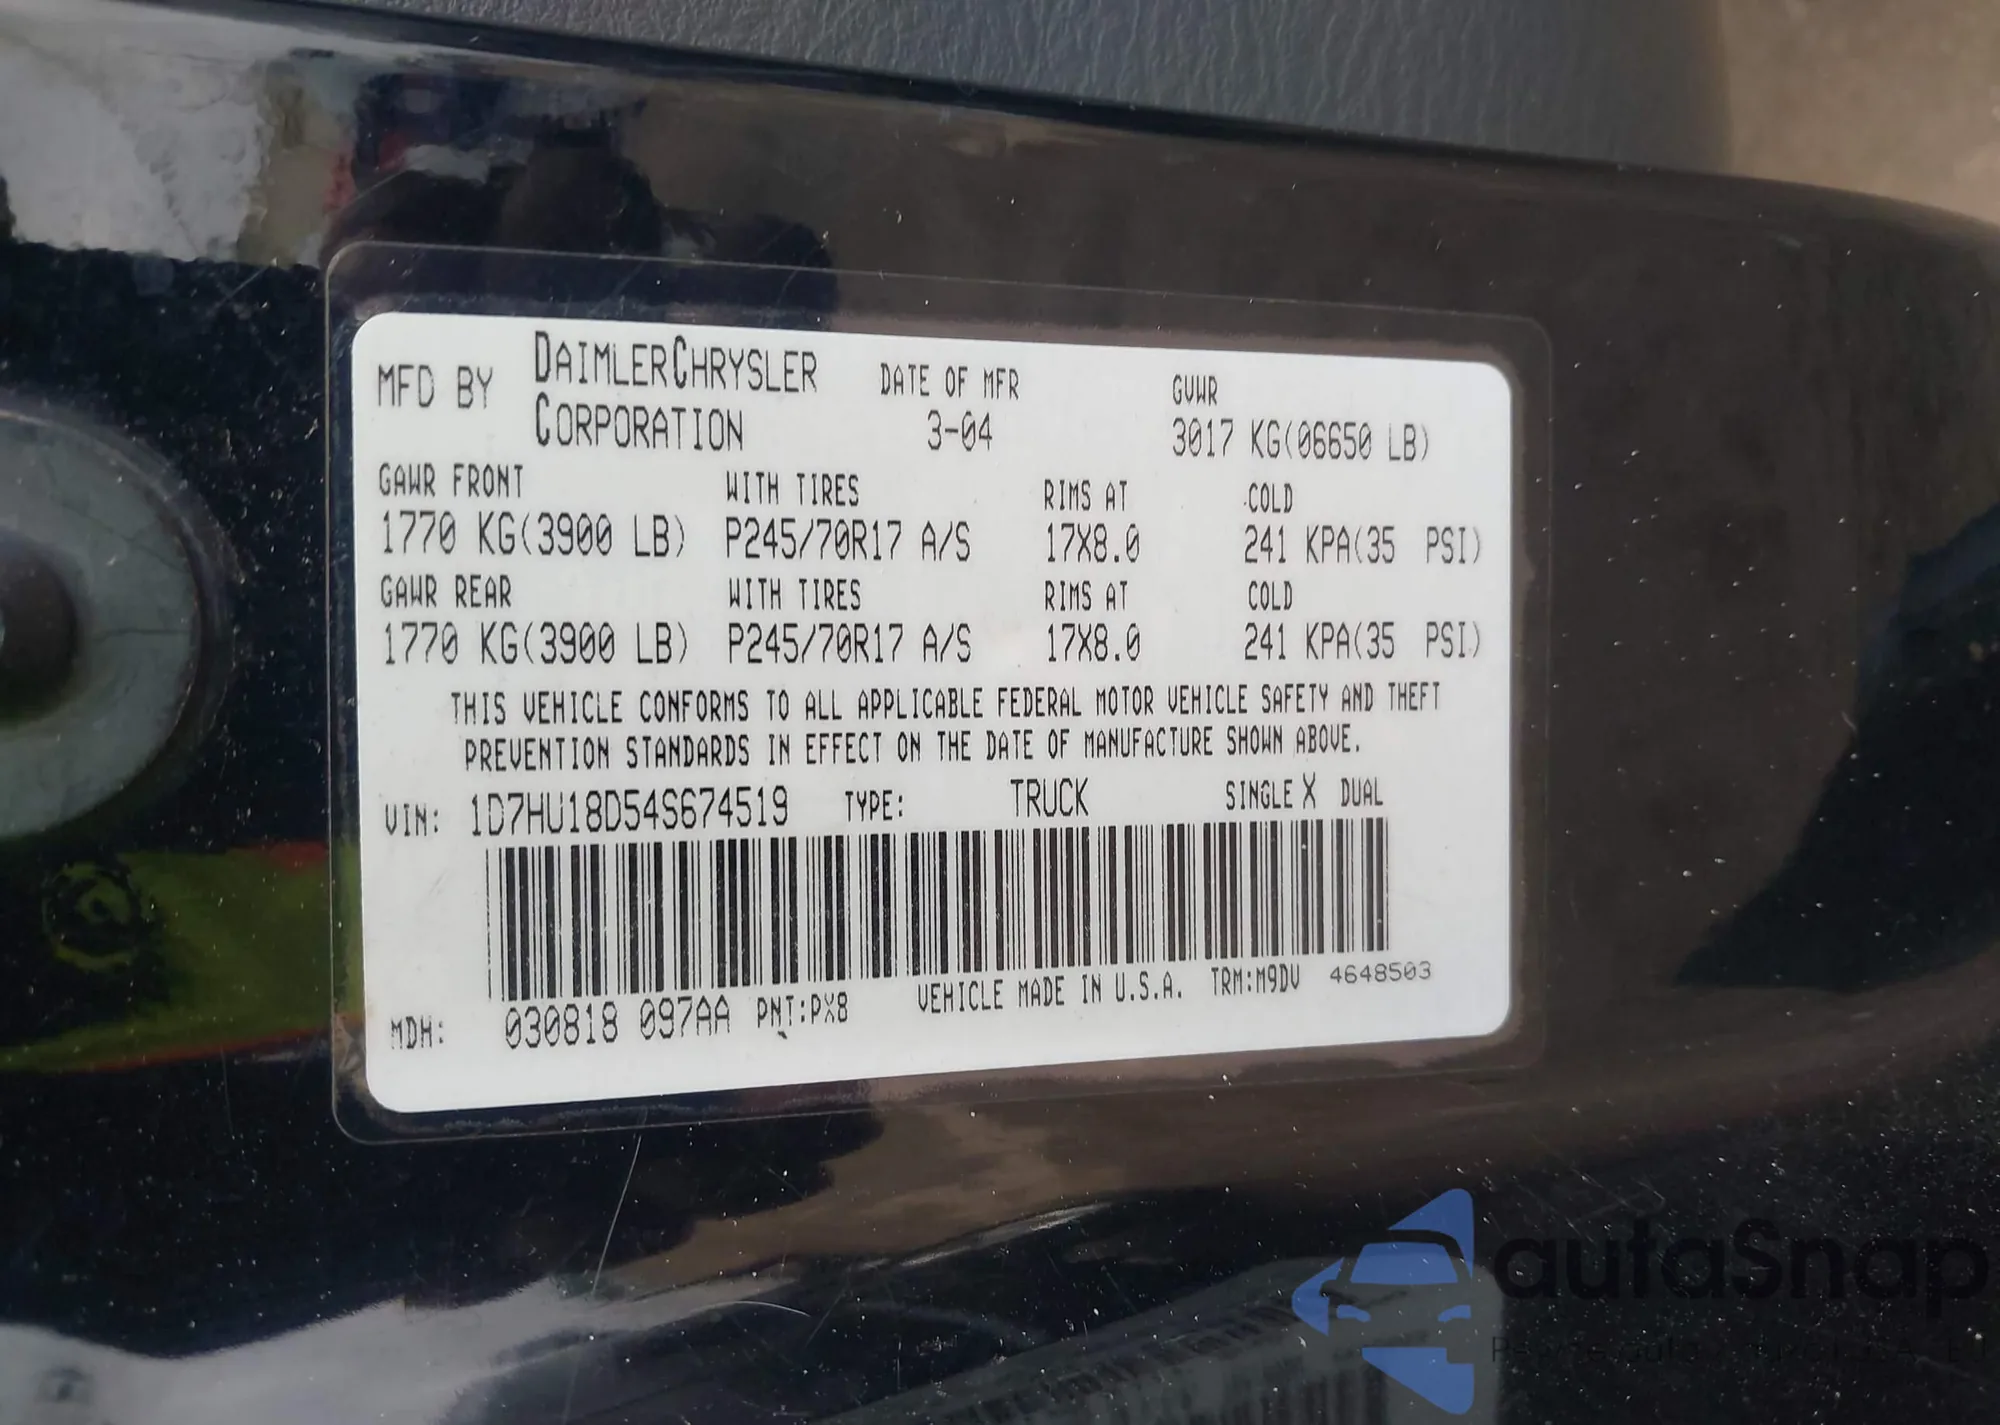 MFD BY DAIMLERCHRYSLER CORPORATION DATE OF MFR 3-04 GVWR 3017 KG(06650 LB)
GAWR FRONT WITH TIRES RIMS AT COLD
1770 KG(3900 LB) P245/70R17 A/S 17X8.0 241 KPA(35 PSI)
GAWR REAR WITH TIRES RIMS AT COLD
1770 KG(3900 LB) P245/70R17 A/S 17X8.0 241 KPA(35 PSI)
THIS VEHICLE CONFORMS TO ALL APPLICABLE FEDERAL MOTOR VEHICLE SAFETY AND THEFT
PREVENTION STANDARDS IN EFFECT ON THE DATE OF MANUFACTURE SHOWN ABOVE.
VIN: 1D7HU18D54S674519 TYPE: TRUCK SINGLE X DUAL
MDH: 030818 097AA PNT:PX8 VEHICLE MADE IN U.S.A. TRM:M9DV 4648503
autaSnap